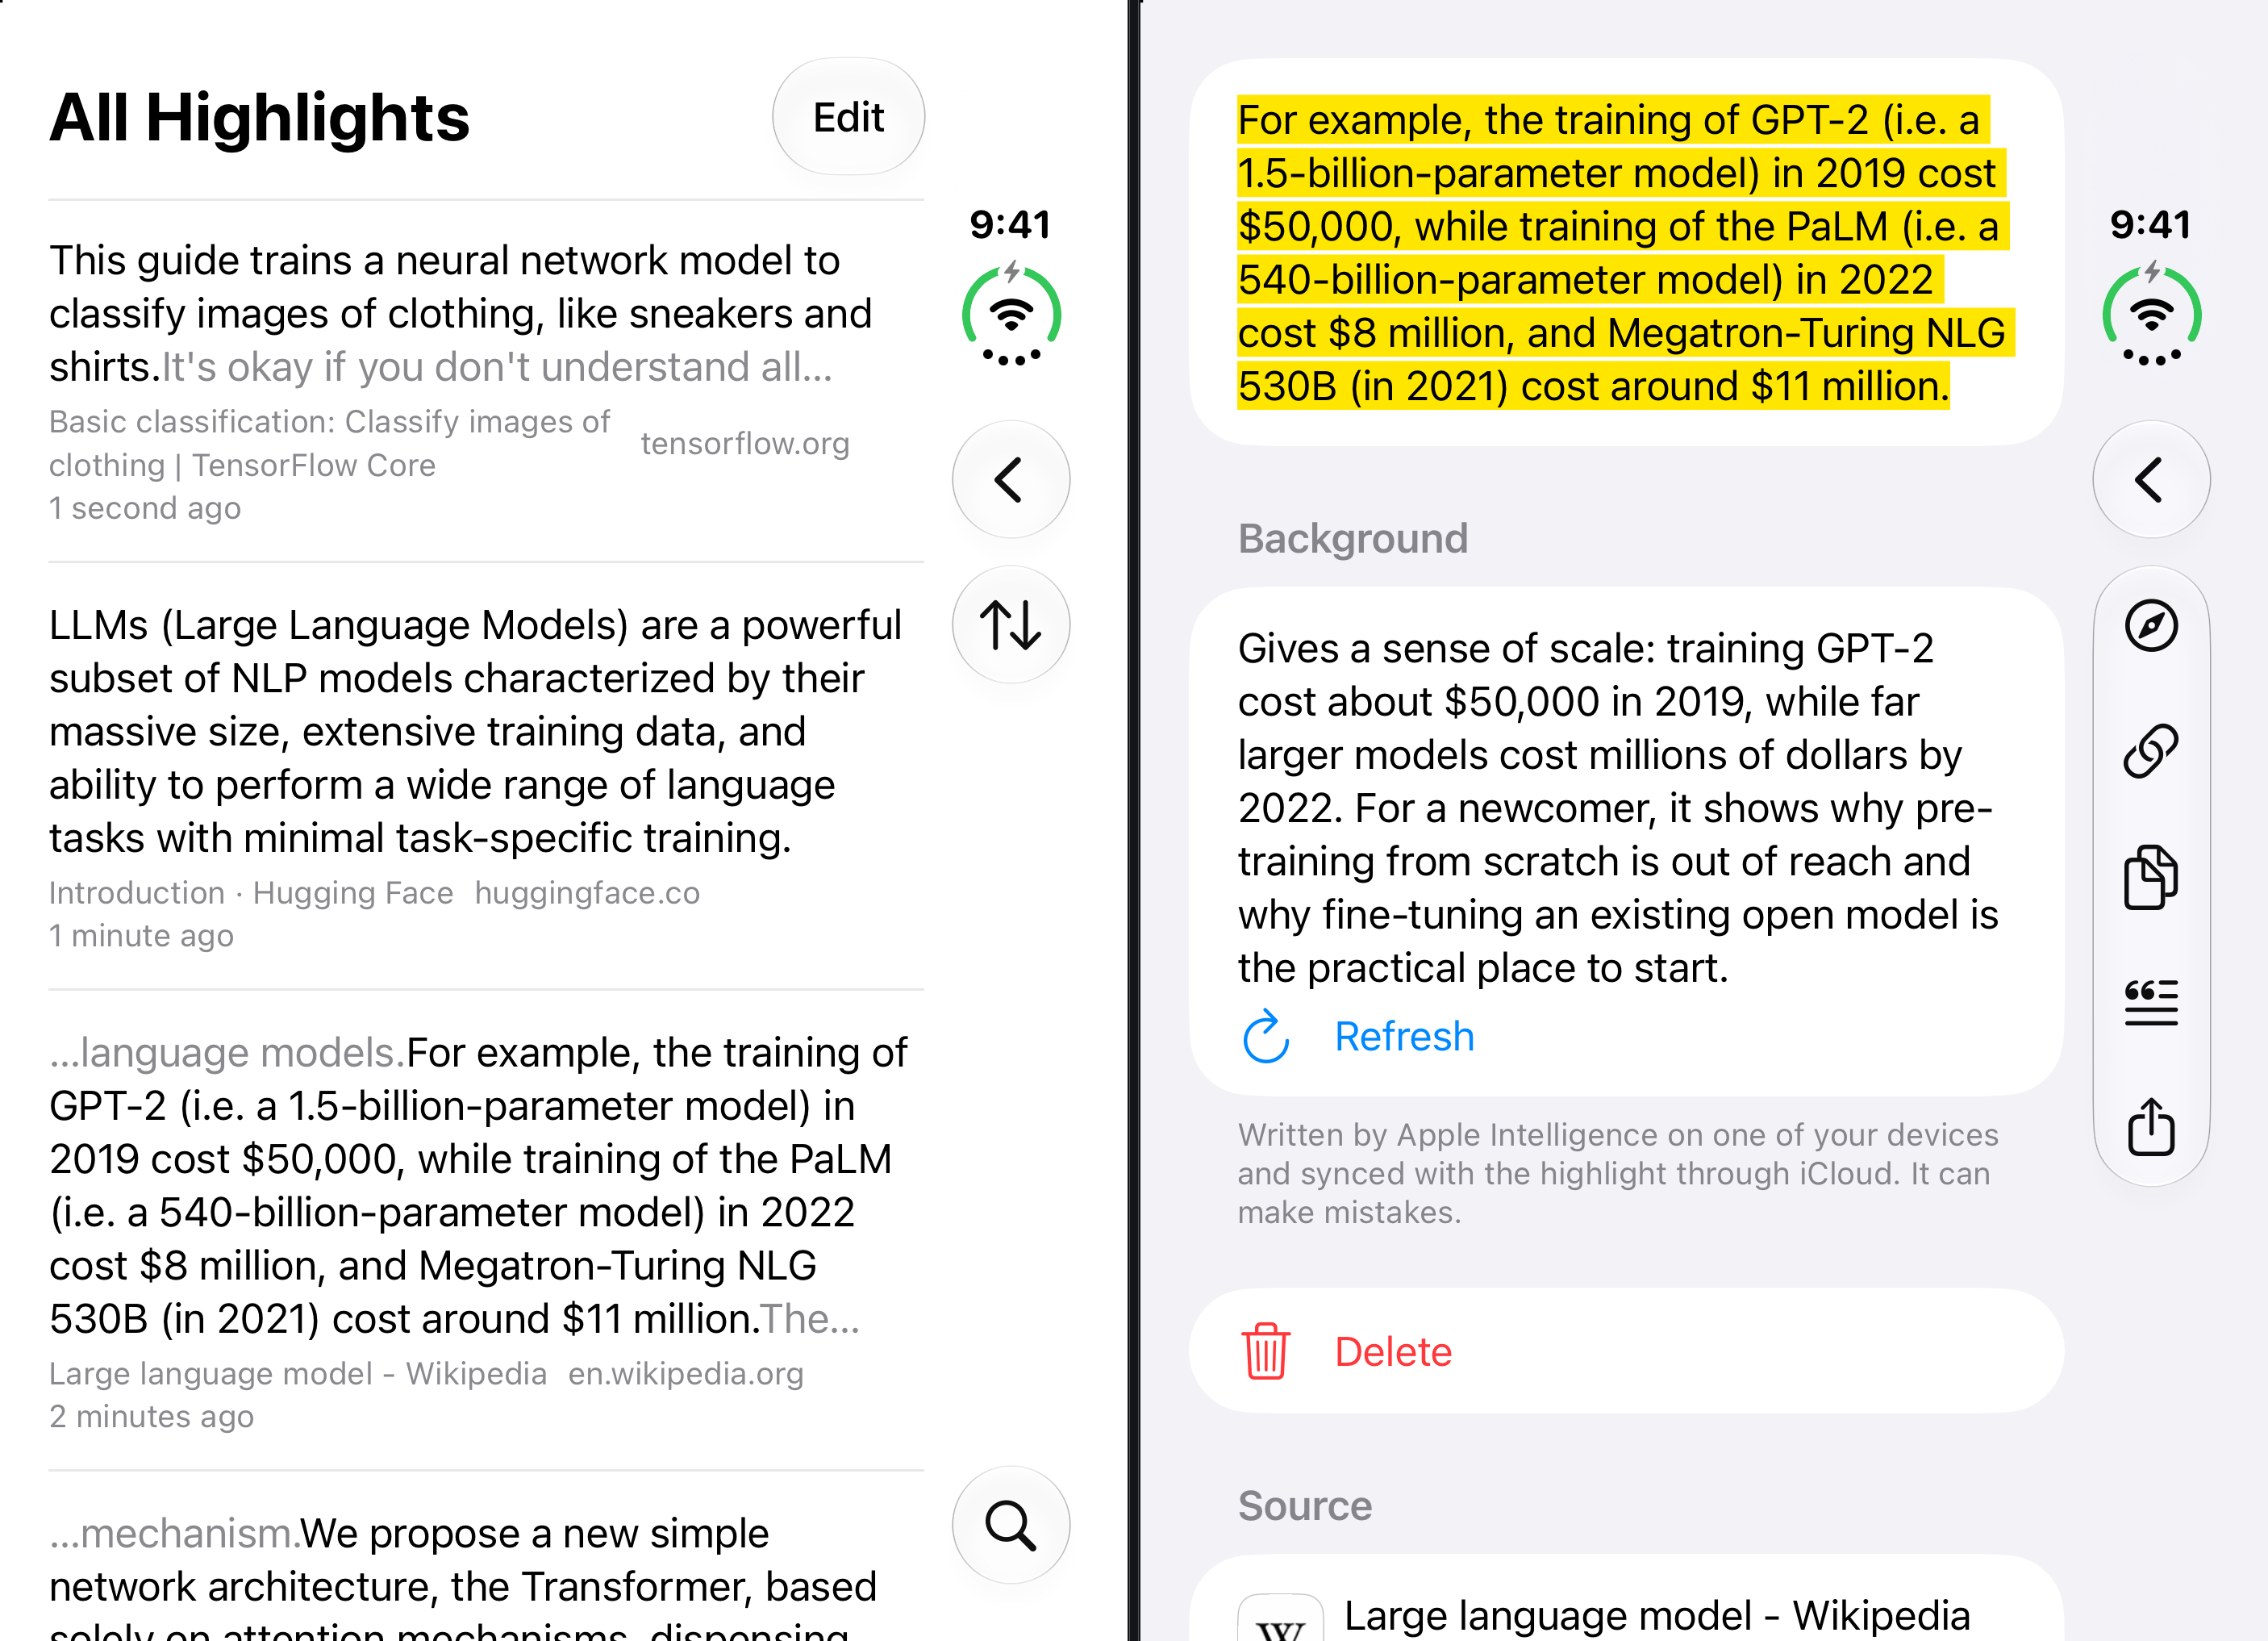 All Highlights
Edit
9:41
This guide trains a neural network model to
classify images of clothing, like sneakers and
shirts.It's okay if you don't understand all...
Basic classification: Classify images of
clothing | TensorFlow Core
tensorflow.org
1 second ago
LLMs (Large Language Models) are a powerful
subset of NLP models characterized by their
massive size, extensive training data, and
ability to perform a wide range of language
tasks with minimal task-specific training.
Introduction · Hugging Face huggingface.co
1 minute ago
...language models.For example, the training of
GPT-2 (i.e. a 1.5-billion-parameter model) in
2019 cost $50,000, while training of the PaLM
(i.e. a 540-billion-parameter model) in 2022
cost $8 million, and Megatron-Turing NLG
530B (in 2021) cost around $11 million.The...
Large language model - Wikipedia en.wikipedia.org
2 minutes ago
...mechanism.We propose a new simple
network architecture, the Transformer, based
solely on attention mechanisms, dispensing
For example, the training of GPT-2 (i.e. a
1.5-billion-parameter model) in 2019 cost
$50,000, while training of the PaLM (i.e. a
540-billion-parameter model) in 2022
cost $8 million, and Megatron-Turing NLG
530B (in 2021) cost around $11 million.
9:41
Background
Gives a sense of scale: training GPT-2
cost about $50,000 in 2019, while far
larger models cost millions of dollars by
2022. For a newcomer, it shows why pre-
training from scratch is out of reach and
why fine-tuning an existing open model is
the practical place to start.
Refresh
Written by Apple Intelligence on one of your devices
and synced with the highlight through iCloud. It can
make mistakes.
Delete
Source
W
Large language model - Wikipedia